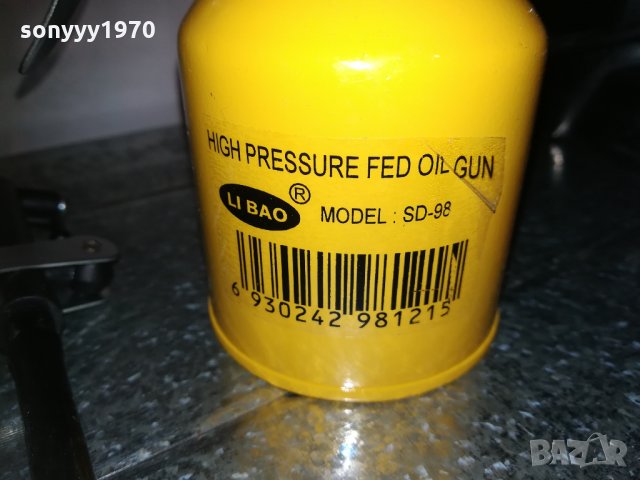 sonyyy1970
HIGH PRESSURE FED OIL GUN
LI BAO ® MODEL : SD-98
6 930242 981215
BAZAR